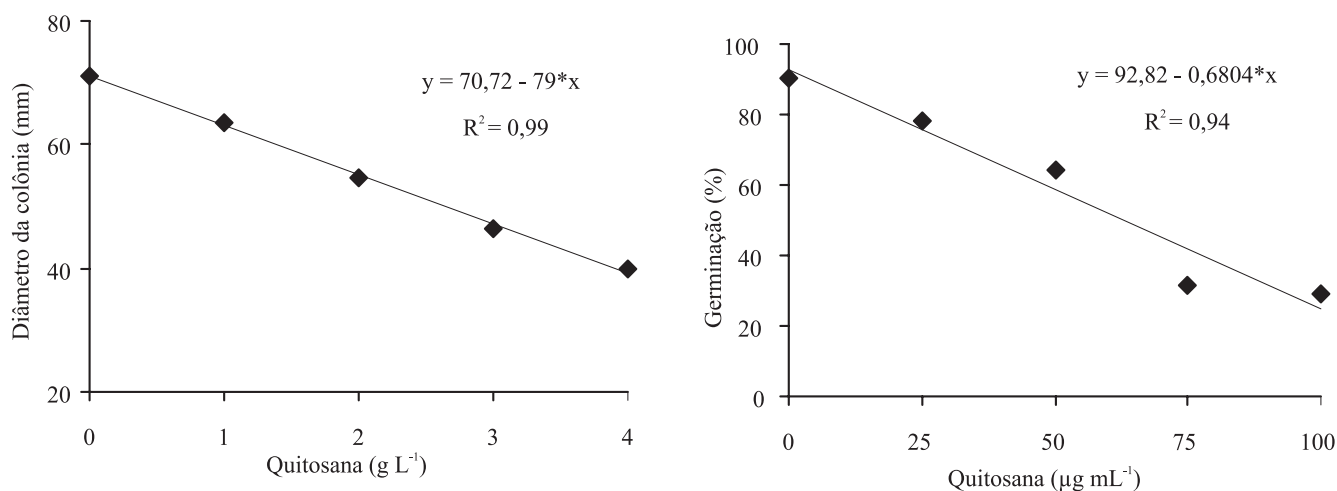 80
60
40
20
0
1
2
3
4
Diâmetro da colônia (mm)
Quitosana (g L⁻¹)
y = 70,72 - 79*x
R² = 0,99
100
80
60
40
20
0
0
25
50
75
100
Germinação (%)
Quitosana (µg mL⁻¹)
y = 92,82 - 0,6804*x
R² = 0,94